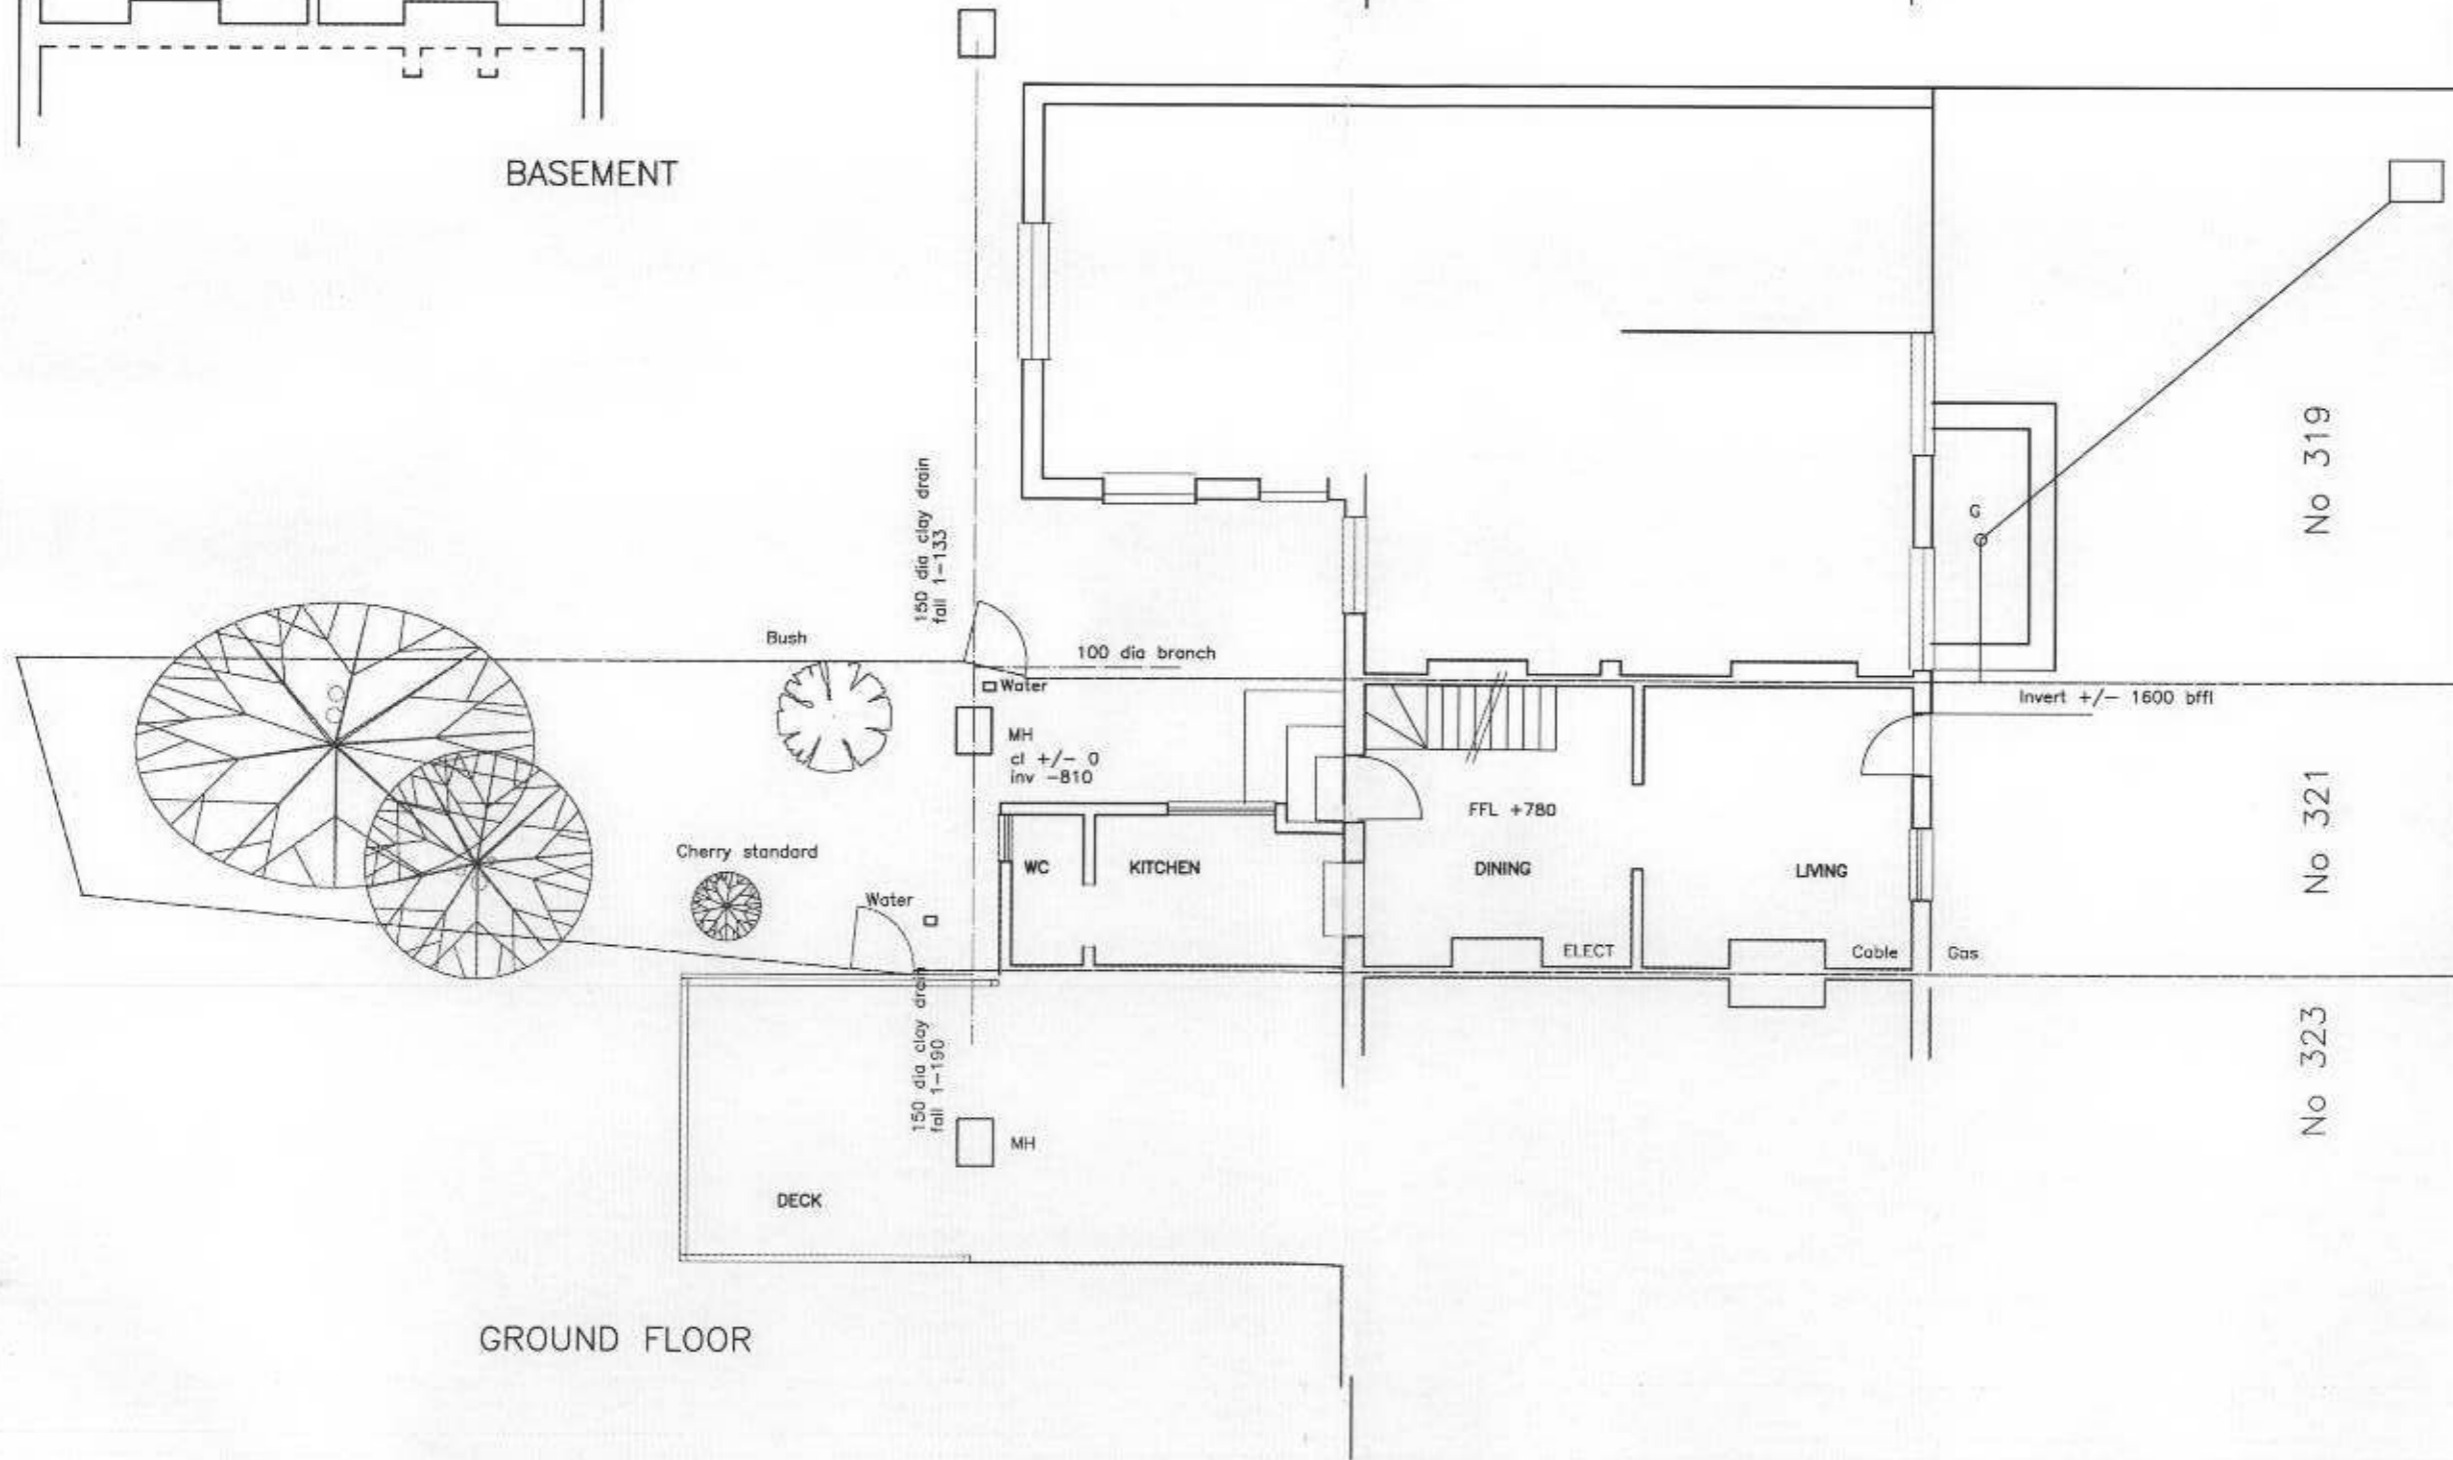 BASEMENT
No 319
150 dia clay drain
fall 1-133
G
Bush
100 dia branch
Water
Invert +/- 1600 bffl
MH
cl +/- 0
inv -810
FFL +780
No 321
Cherry standard
WC
KITCHEN
DINING
LIVING
Water
ELECT
Cable
Gas
150 dia clay drain
fall 1-190
No 323
MH
DECK
GROUND FLOOR